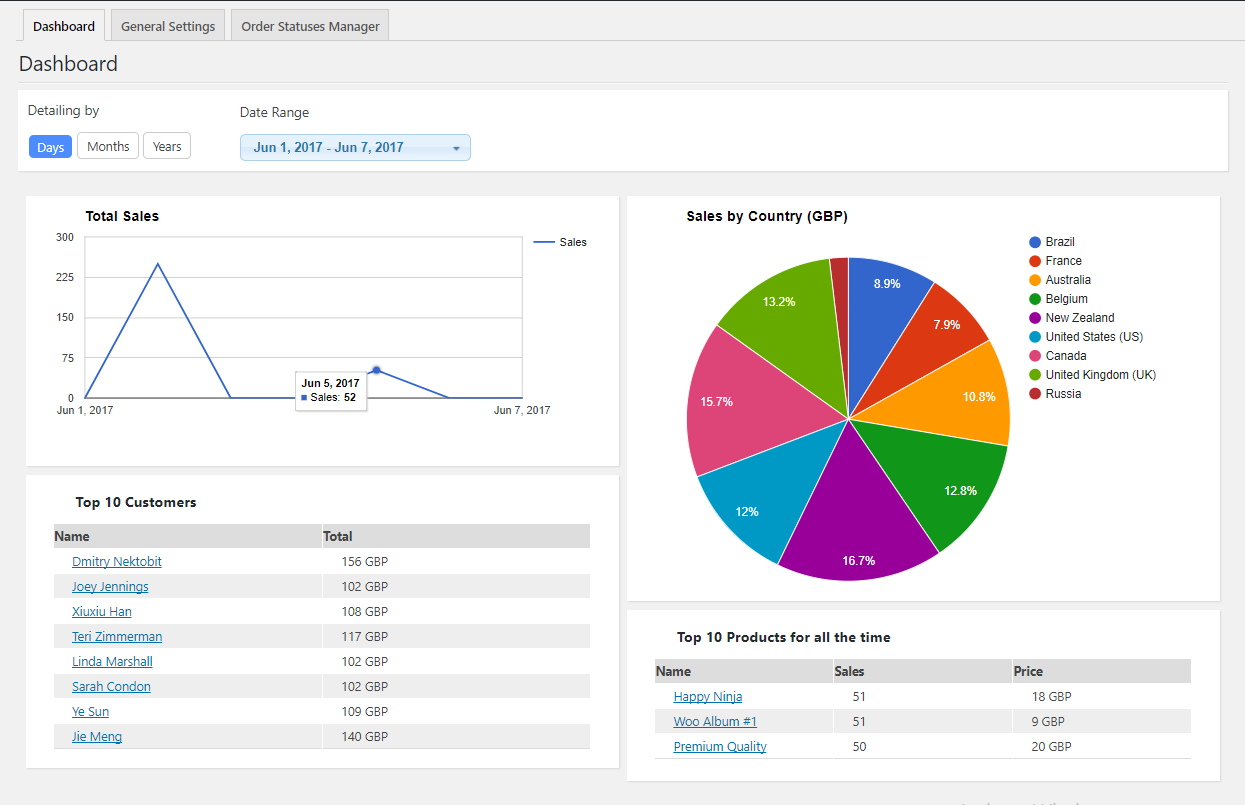 Dashboard General Settings Order Statuses Manager
Dashboard
Detailing by
Date Range
Days Months Years
Jun 1, 2017 - Jun 7, 2017
Total Sales
300
225
150
75
0
Jun 1, 2017 Jun 7, 2017
Sales
Jun 5, 2017
Sales: 52
Sales by Country (GBP)
8.9%
7.9%
10.8%
12.8%
16.7%
12%
15.7%
13.2%
Brazil
France
Australia
Belgium
New Zealand
United States (US)
Canada
United Kingdom (UK)
Russia
Top 10 Customers
Name Total
Dmitry Nektobit 156 GBP
Joey Jennings 102 GBP
Xiuxiu Han 108 GBP
Teri Zimmerman 117 GBP
Linda Marshall 102 GBP
Sarah Condon 102 GBP
Ye Sun 109 GBP
Jie Meng 140 GBP
Top 10 Products for all the time
Name Sales Price
Happy Ninja 51 18 GBP
Woo Album #1 51 9 GBP
Premium Quality 50 20 GBP